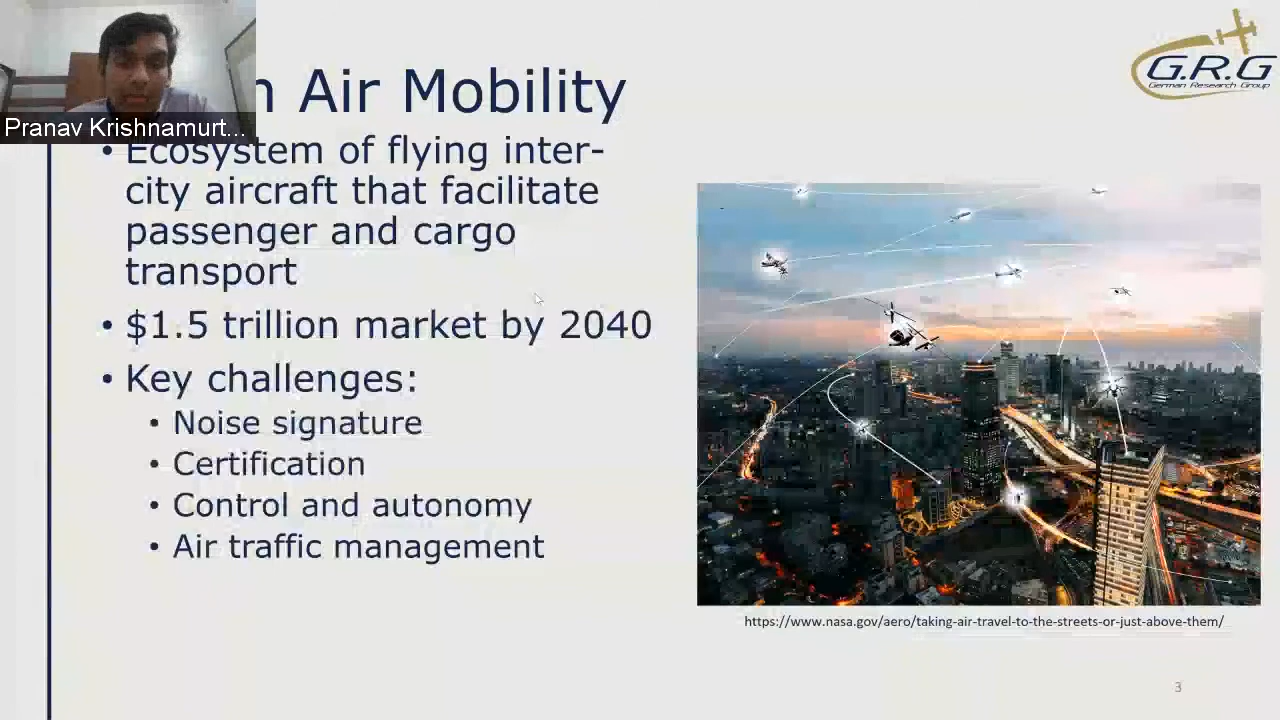 Pranav Krishnamurt...
n Air Mobility
G.R.G
German Research Group
• Ecosystem of flying inter-
city aircraft that facilitate
passenger and cargo
transport
• $1.5 trillion market by 2040
• Key challenges:
• Noise signature
• Certification
• Control and autonomy
• Air traffic management
https://www.nasa.gov/aero/taking-air-travel-to-the-streets-or-just-above-them/
3